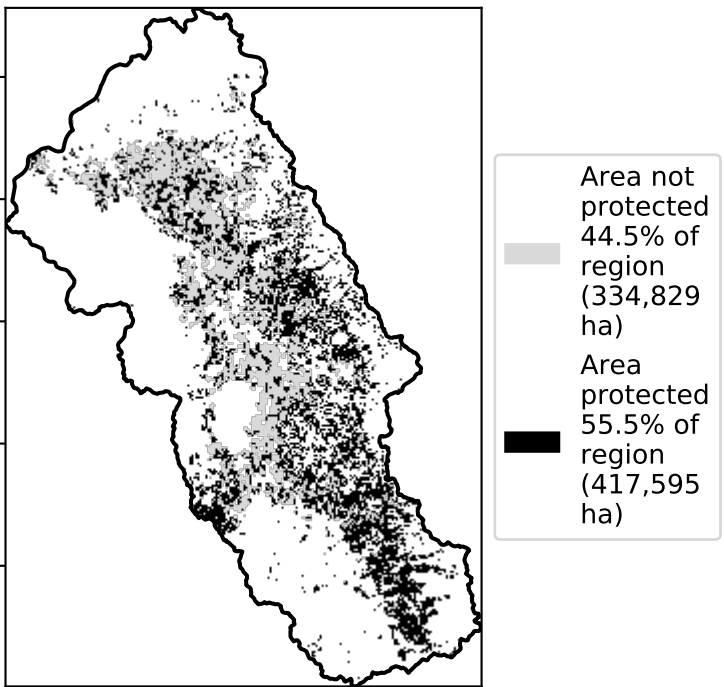 Area not
protected
44.5% of
region
(334,829
ha)
Area
protected
55.5% of
region
(417,595
ha)